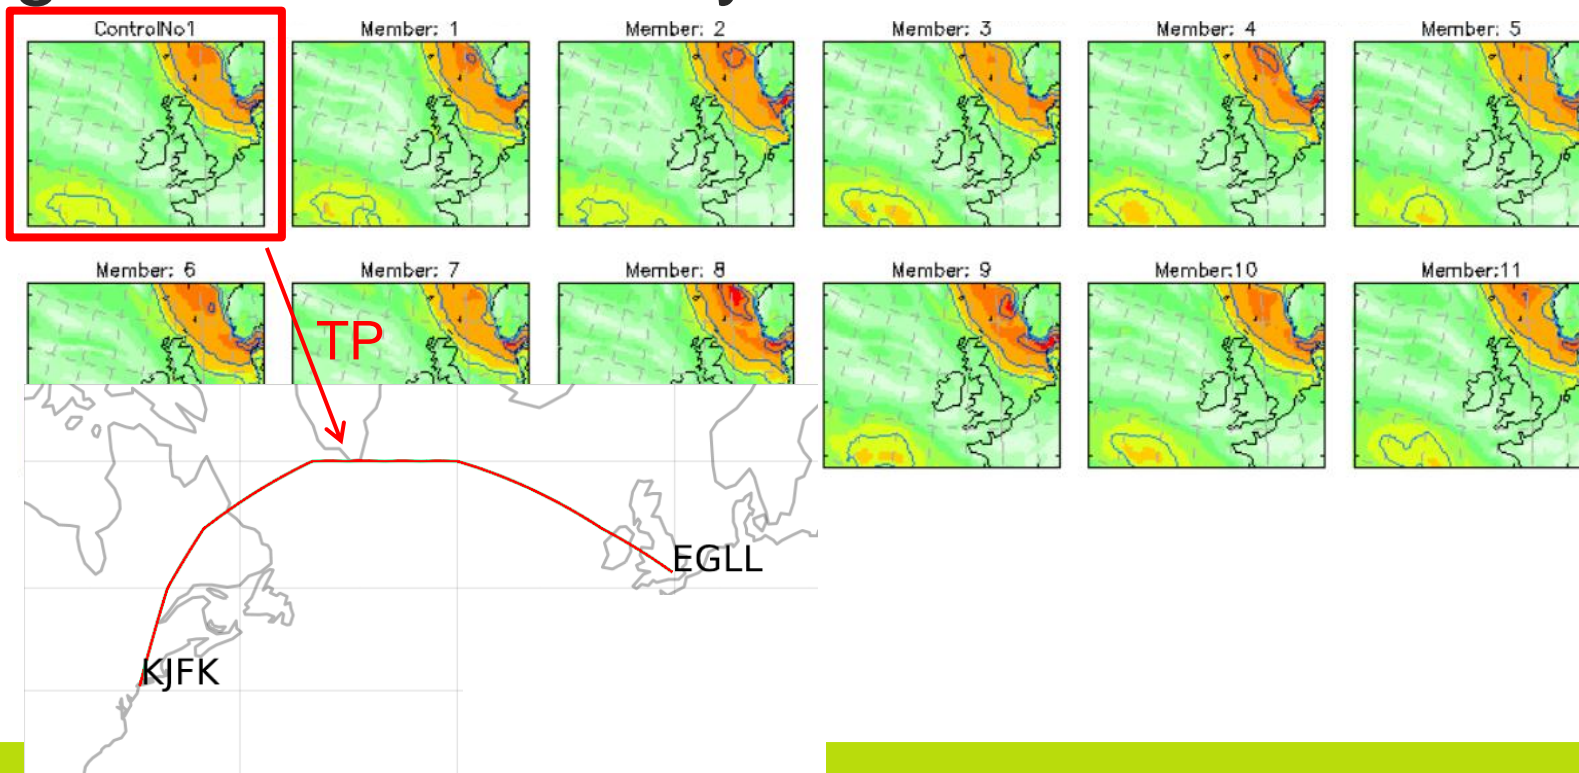 ControlNo1
Member: 1
Member: 2
Member: 3
Member: 4
Member: 5
Member: 6
Member: 7
Member: 8
Member: 9
Member:10
Member:11
TP
EGLL
KJFK